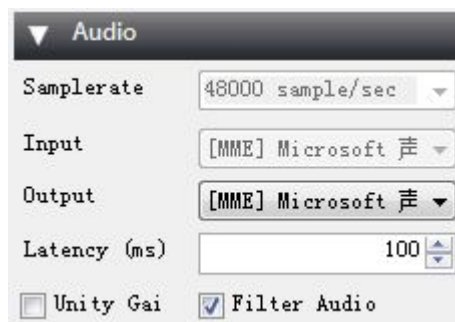 Audio
Samplerate 48000 sample/sec
Input [MME] Microsoft 声
Output [MME] Microsoft 声
Latency (ms) 100
Unity Gai Filter Audio